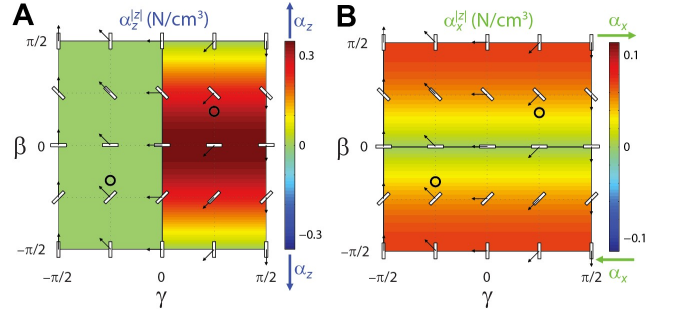 A
α_z^|z| (N/cm³)
α_z
B
α_x^|z| (N/cm³)
α_x
π/2
β 0
−π/2
−π/2 0 π/2
γ
0.3
0
−0.3
α_z
π/2
β 0
−π/2
−π/2 0 π/2
γ
0.1
0
−0.1
α_x